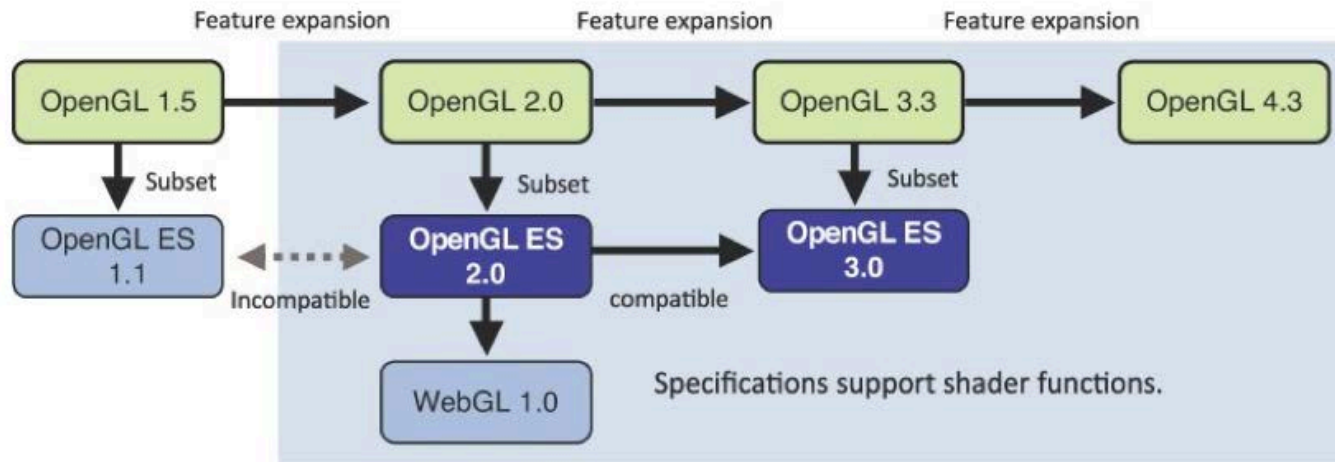 Feature expansion
Feature expansion
Feature expansion
OpenGL 1.5
OpenGL 2.0
OpenGL 3.3
OpenGL 4.3
Subset
Subset
Subset
OpenGL ES
1.1
Incompatible
OpenGL ES
2.0
compatible
OpenGL ES
3.0
WebGL 1.0
Specifications support shader functions.